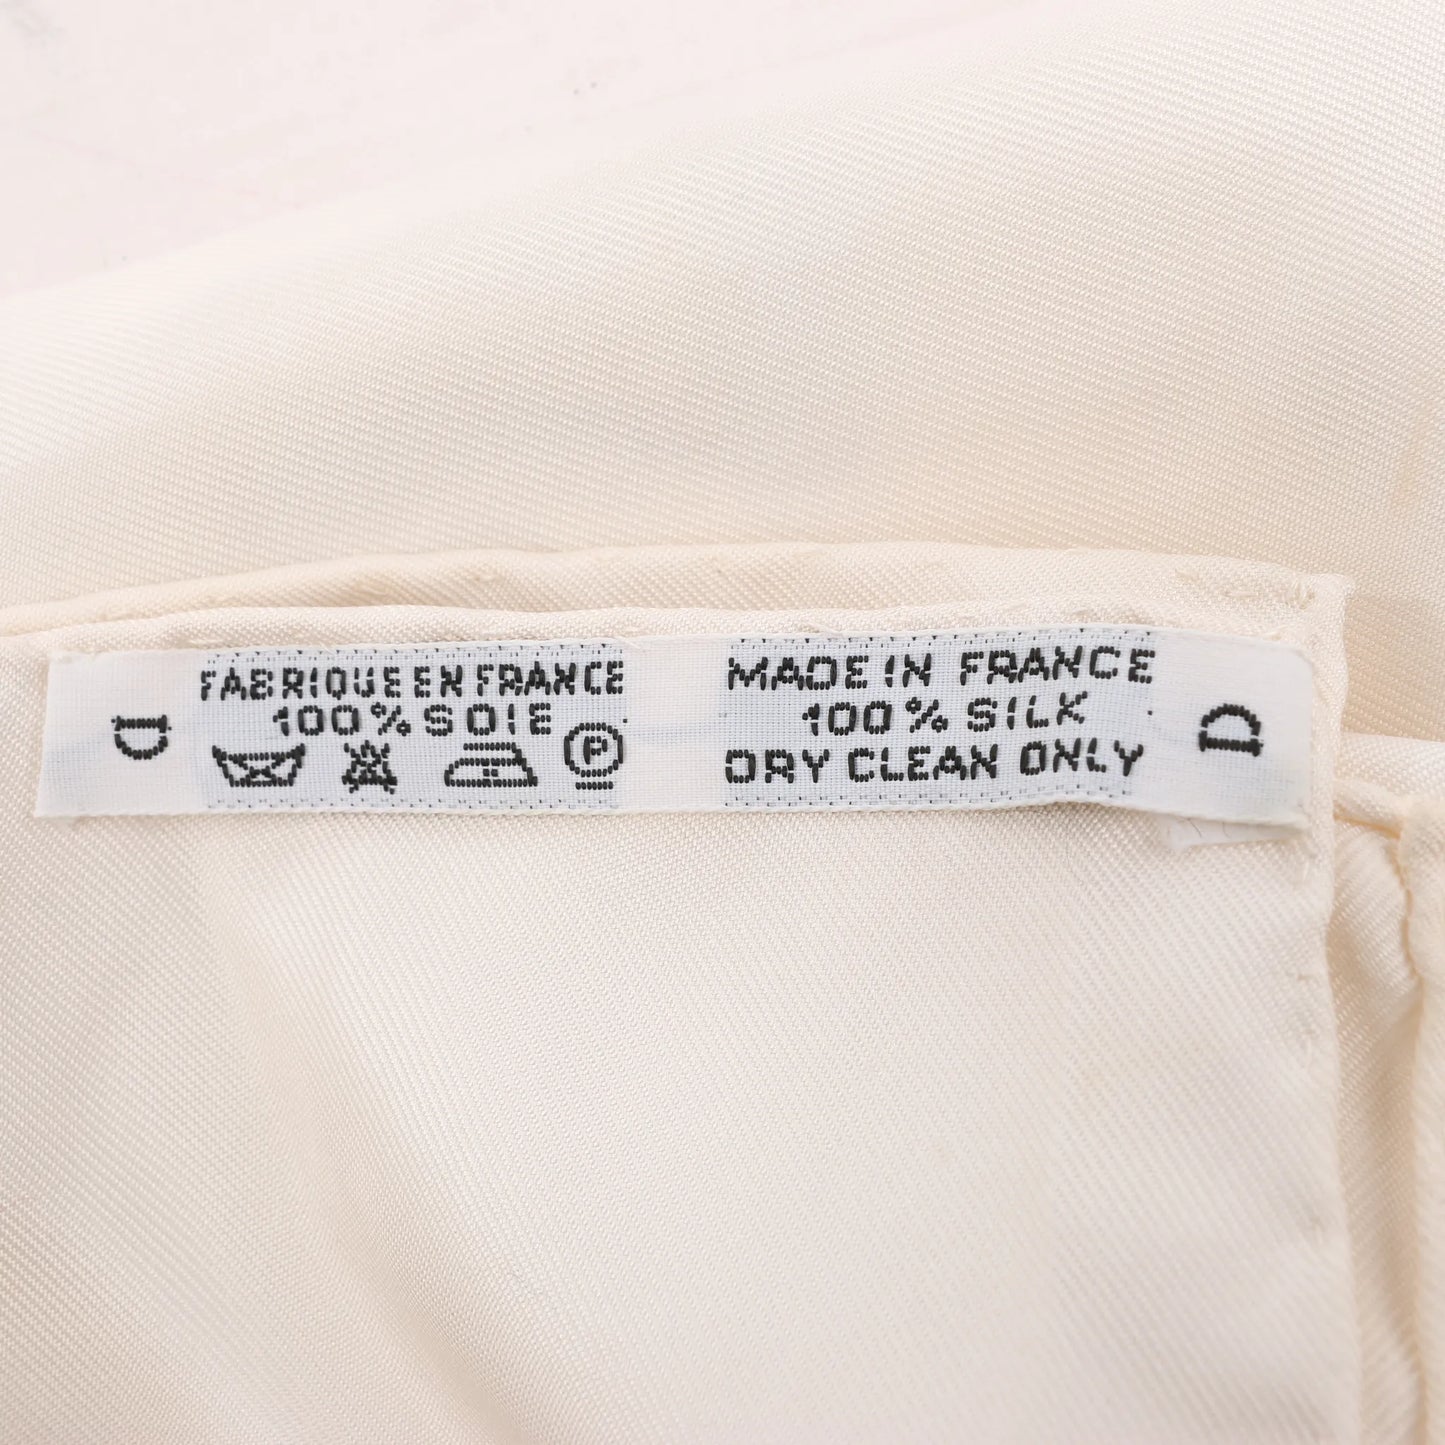 D
FABRIQUE EN FRANCE
100% SOIE
P
MADE IN FRANCE
100% SILK
DRY CLEAN ONLY
D